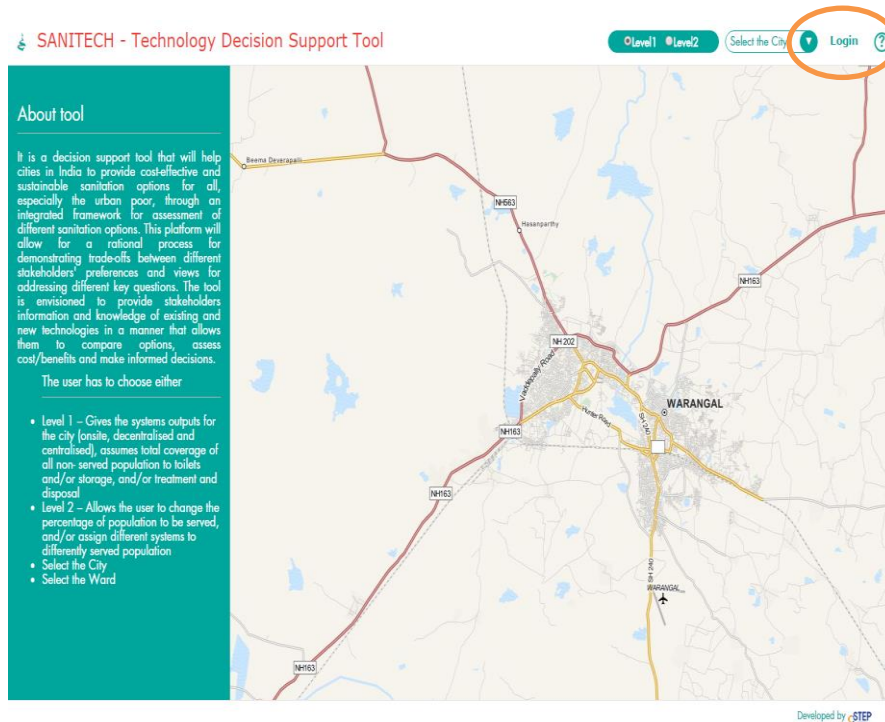 SANITECH - Technology Decision Support Tool
Level1 Level2
Select the City
Login
?
About tool
It is a decision support tool that will help
cities in India to provide cost-effective and
sustainable sanitation options for all,
especially the urban poor, through an
integrated framework for assessment of
different sanitation options. This platform will
allow for a rational process for
demonstrating trade-offs between different
stakeholders' preferences and views for
addressing different key questions. The tool
is envisioned to provide stakeholders
information and knowledge of existing and
new technologies in a manner that allows
them to compare options, assess
cost/benefits and make informed decisions.
The user has to choose either
• Level 1 – Gives the systems outputs for
the city (onsite, decentralised and
centralised), assumes total coverage of
all non- served population to toilets
and/or storage, and/or treatment and
disposal
• Level 2 – Allows the user to change the
percentage of population to be served,
and/or assign different systems to
differently served population
• Select the City
• Select the Ward
Beema Devarapalli
NH563
Hasanparthy
NH163
NH 202
Vaddepally Road
WARANGAL
Hunter Road
SH 240
NH163
NH163
SH 240
WARANGAL
NH163
Developed by CSTEP